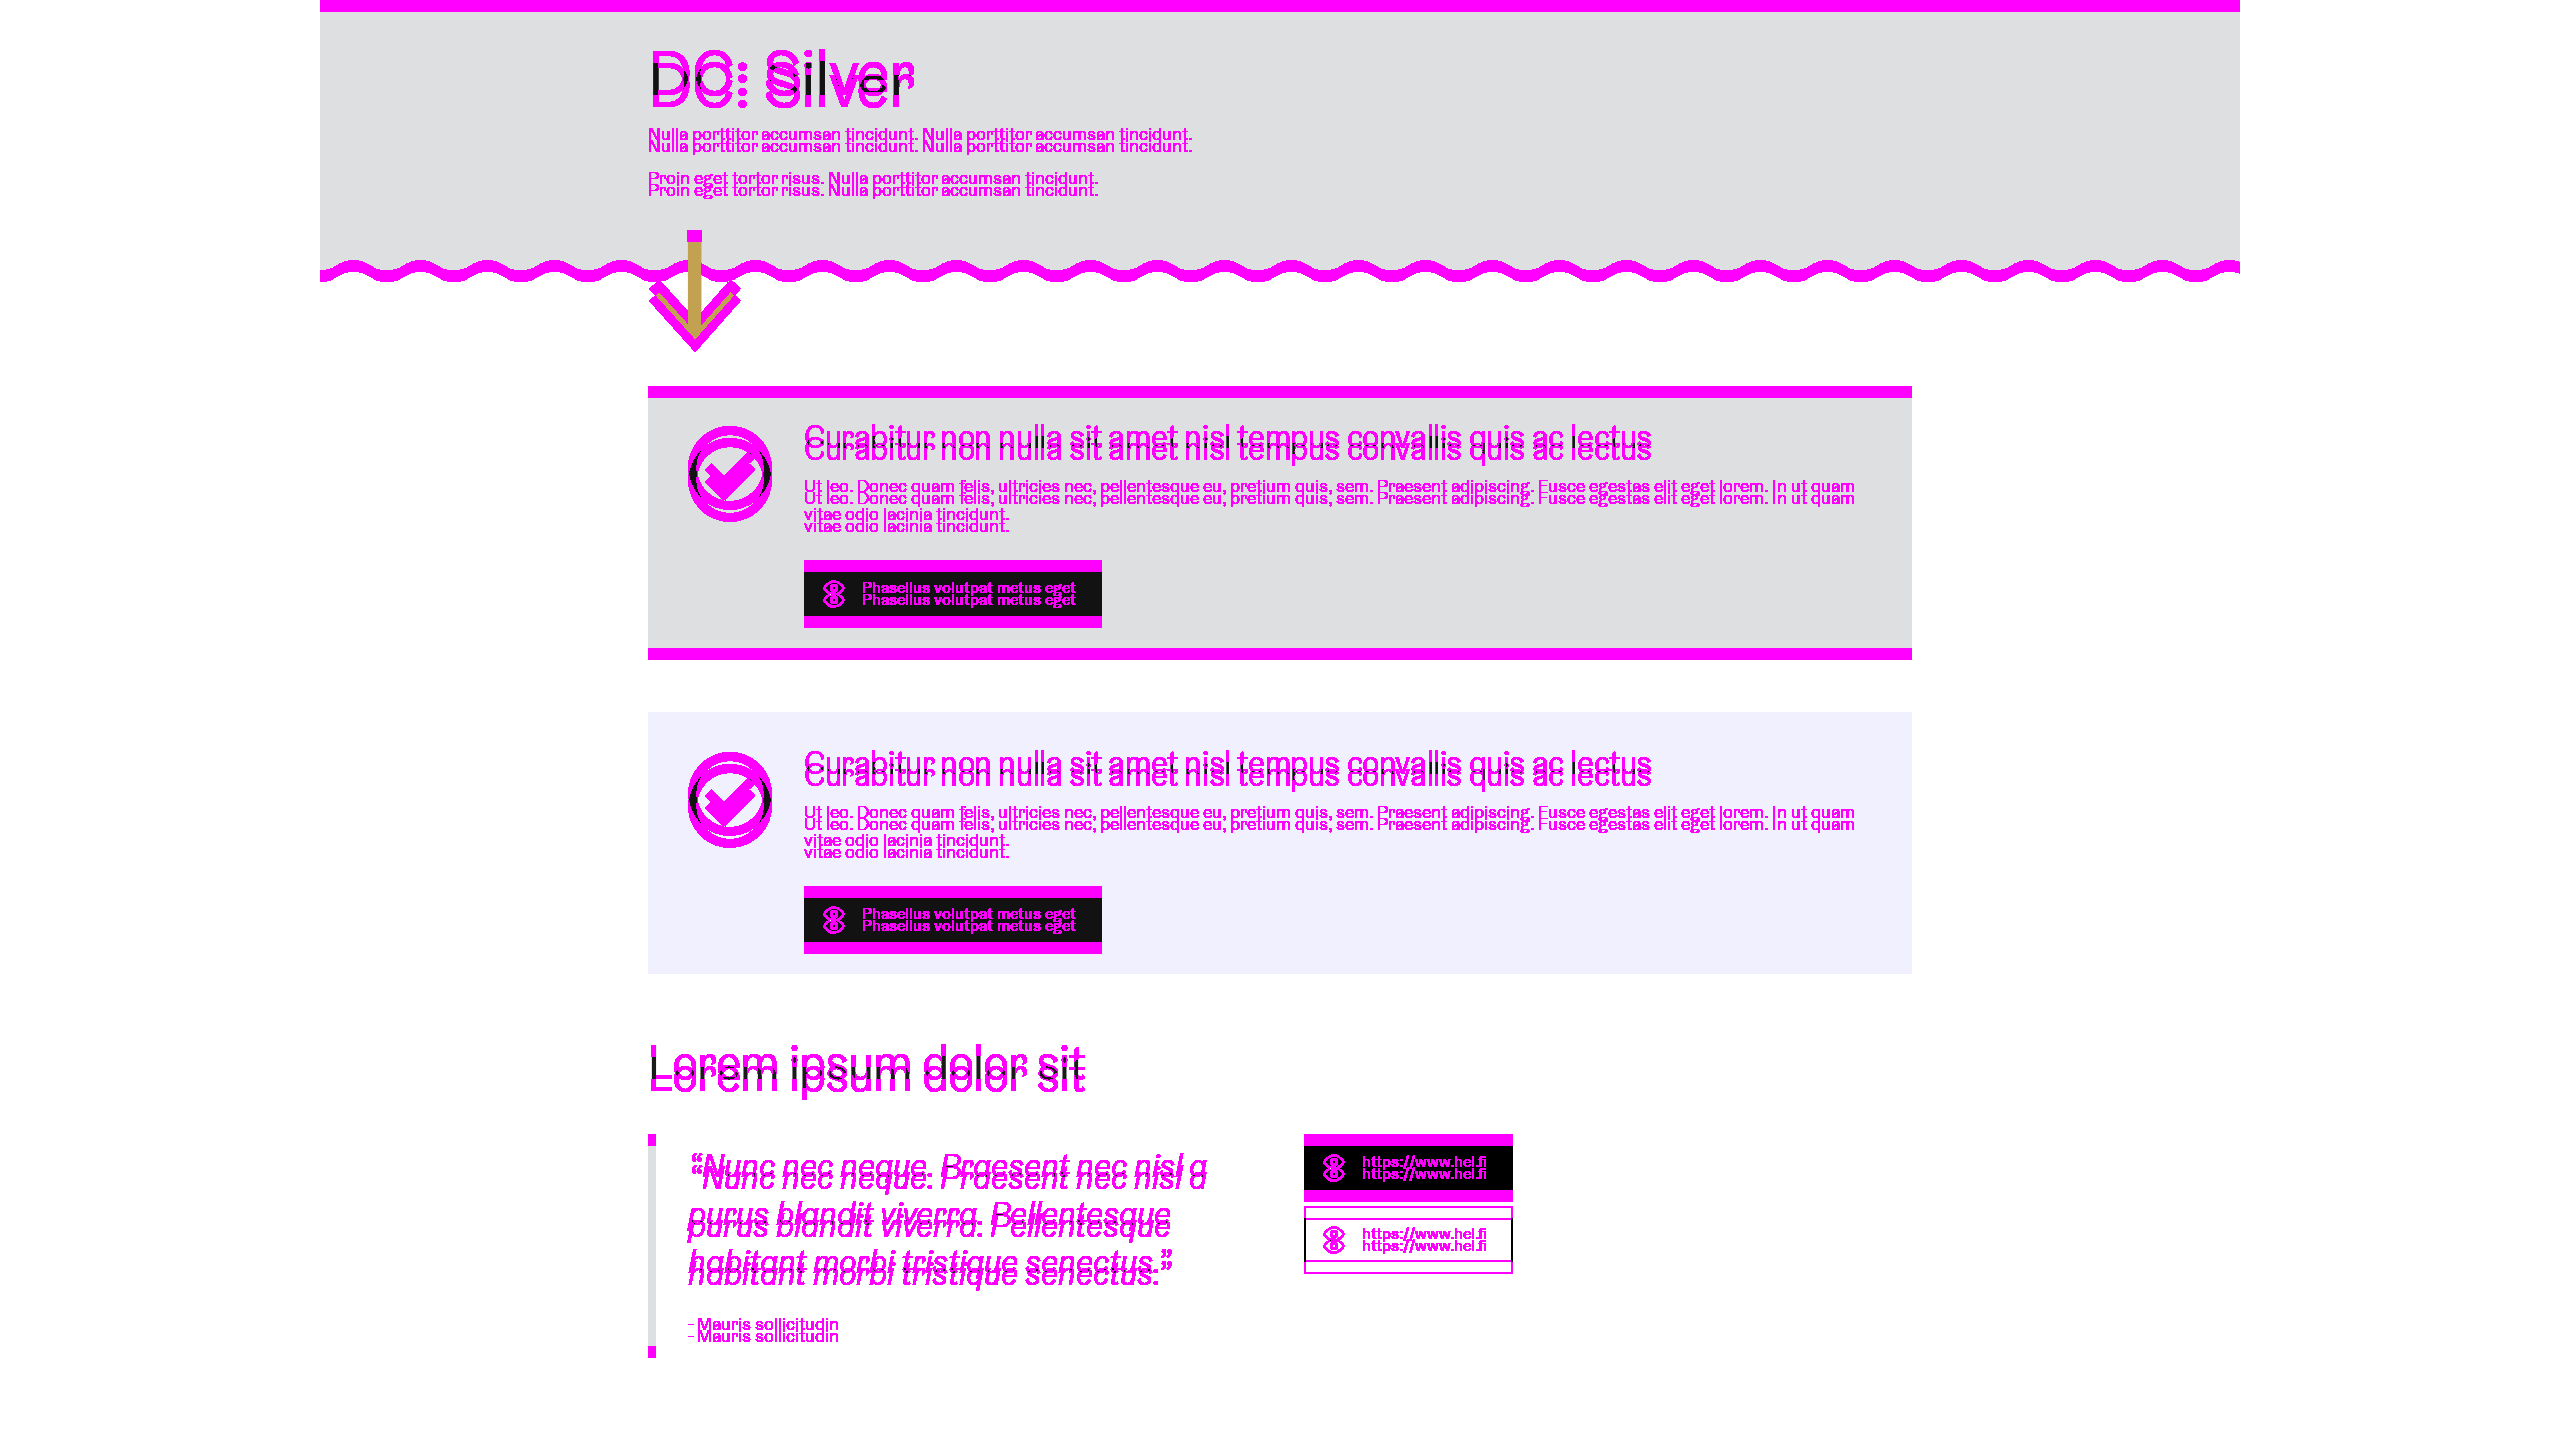 DC: Silver
Nulla porttitor accumsan tincidunt. Nulla porttitor accumsan tincidunt.
Proin eget tortor risus. Nulla porttitor accumsan tincidunt.
Curabitur non nulla sit amet nisl tempus convallis quis ac lectus
Ut leo. Donec quam felis, ultricies nec, pellentesque eu, pretium quis, sem. Praesent adipiscing. Fusce egestas elit eget lorem. In ut quam
vitae odio lacinia tincidunt.
Phasellus volutpat metus eget
Curabitur non nulla sit amet nisl tempus convallis quis ac lectus
Ut leo. Donec quam felis, ultricies nec, pellentesque eu, pretium quis, sem. Praesent adipiscing. Fusce egestas elit eget lorem. In ut quam
vitae odio lacinia tincidunt.
Phasellus volutpat metus eget
Lorem ipsum dolor sit
“Nunc nec neque. Praesent nec nisl a
purus blandit viverra. Pellentesque
habitant morbi tristique senectus.”
- Mauris sollicitudin
https://www.hel.fi
https://www.hel.fi